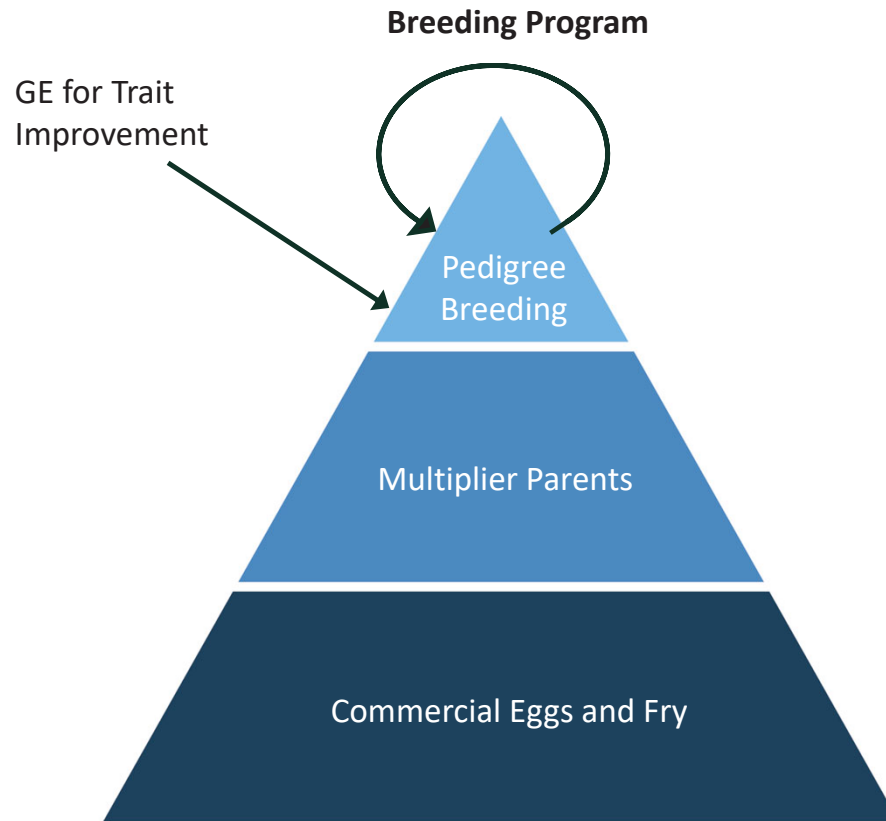 Breeding Program
GE for Trait
Improvement
Pedigree
Breeding
Multiplier Parents
Commercial Eggs and Fry